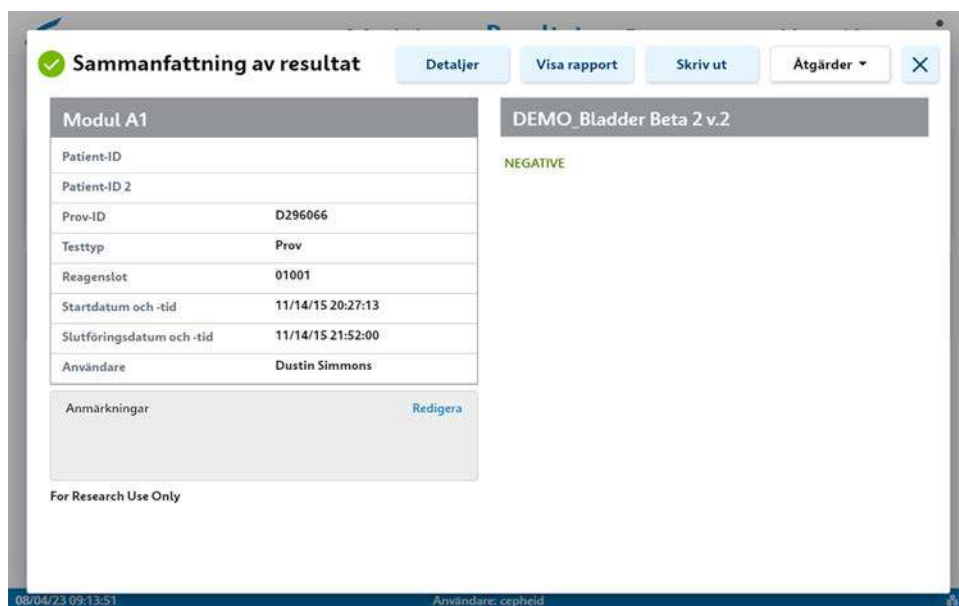 Sammanfattning av resultat
Detaljer
Visa rapport
Skriv ut
Åtgärder
Modul A1
Patient-ID
Patient-ID 2
Prov-ID D296066
Testtyp Prov
Reagenslot 01001
Startdatum och -tid 11/14/15 20:27:13
Slutföringsdatum och -tid 11/14/15 21:52:00
Användare Dustin Simmons
Anmärkningar Redigera
For Research Use Only
DEMO_Bladder Beta 2 v.2
NEGATIVE
08/04/23 09:13:51 Användare: cepheid